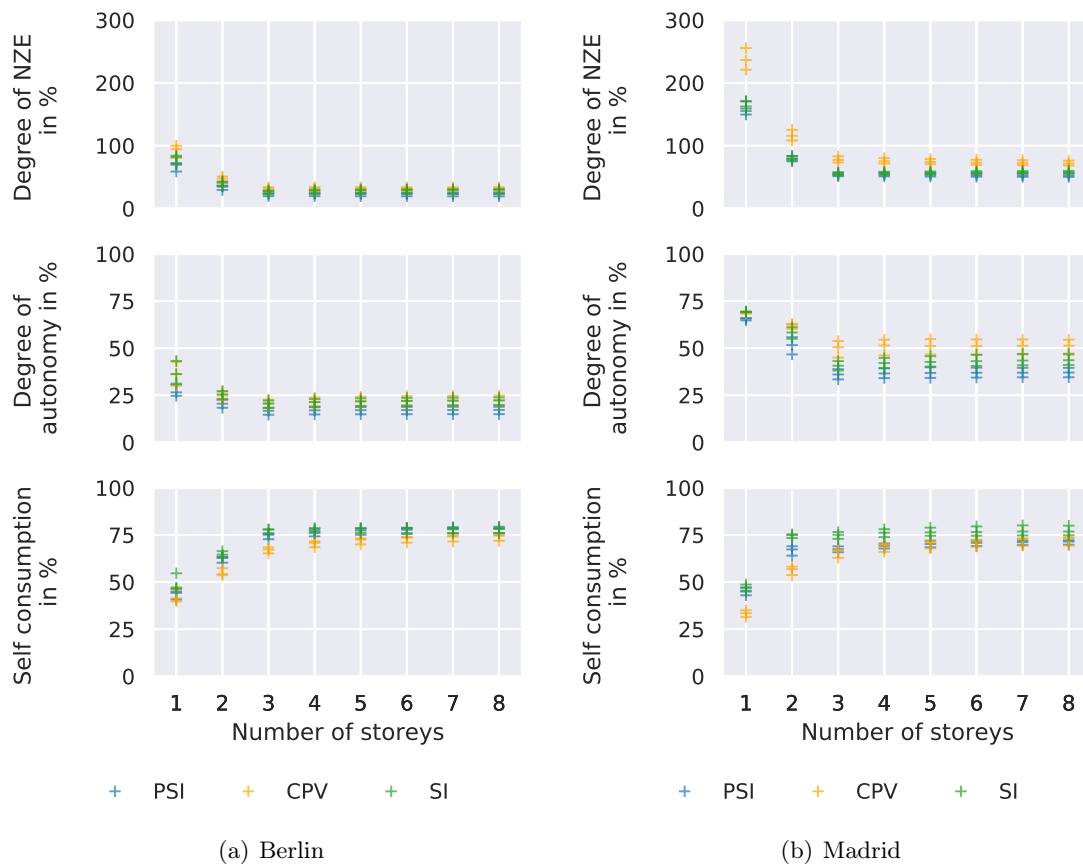 Degree of NZE
in %
300
200
100
0
Degree of
autonomy in %
100
75
50
25
0
Self consumption
in %
100
75
50
25
0
1 2 3 4 5 6 7 8
Number of storeys
PSI CPV SI
(a) Berlin
Degree of NZE
in %
300
200
100
0
Degree of
autonomy in %
100
75
50
25
0
Self consumption
in %
100
75
50
25
0
1 2 3 4 5 6 7 8
Number of storeys
PSI CPV SI
(b) Madrid